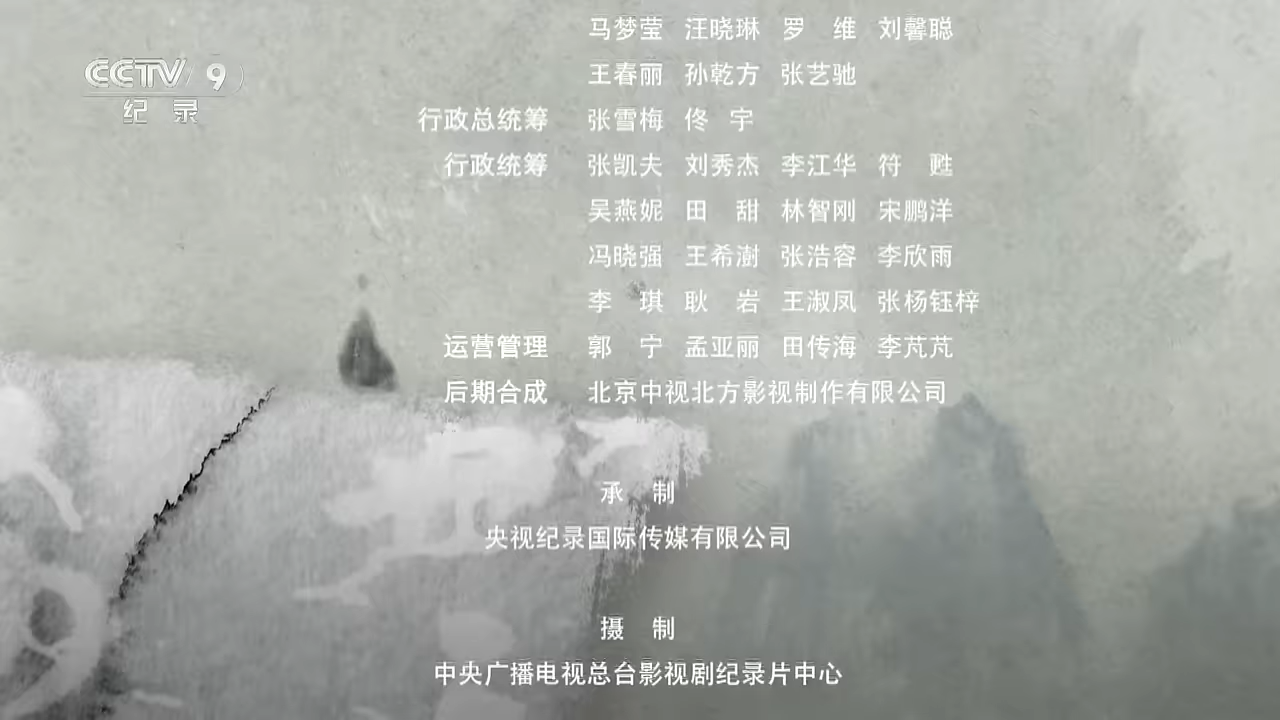 马梦莹 汪晓琳 罗 维 刘馨聪
CCTV 9
纪 录
王春丽 孙乾方 张艺驰
行政总统筹 张雪梅 佟 宇
行政统筹 张凯夫 刘秀杰 李江华 符 甦
吴燕妮 田 甜 林智刚 宋鹏洋
冯晓强 王希澍 张浩容 李欣雨
李 琪 耿 岩 王淑凤 张杨钰梓
运营管理 郭 宁 孟亚丽 田传海 李芃芃
后期合成 北京中视北方影视制作有限公司
承 制
央视纪录国际传媒有限公司
摄 制
中央广播电视总台影视剧纪录片中心